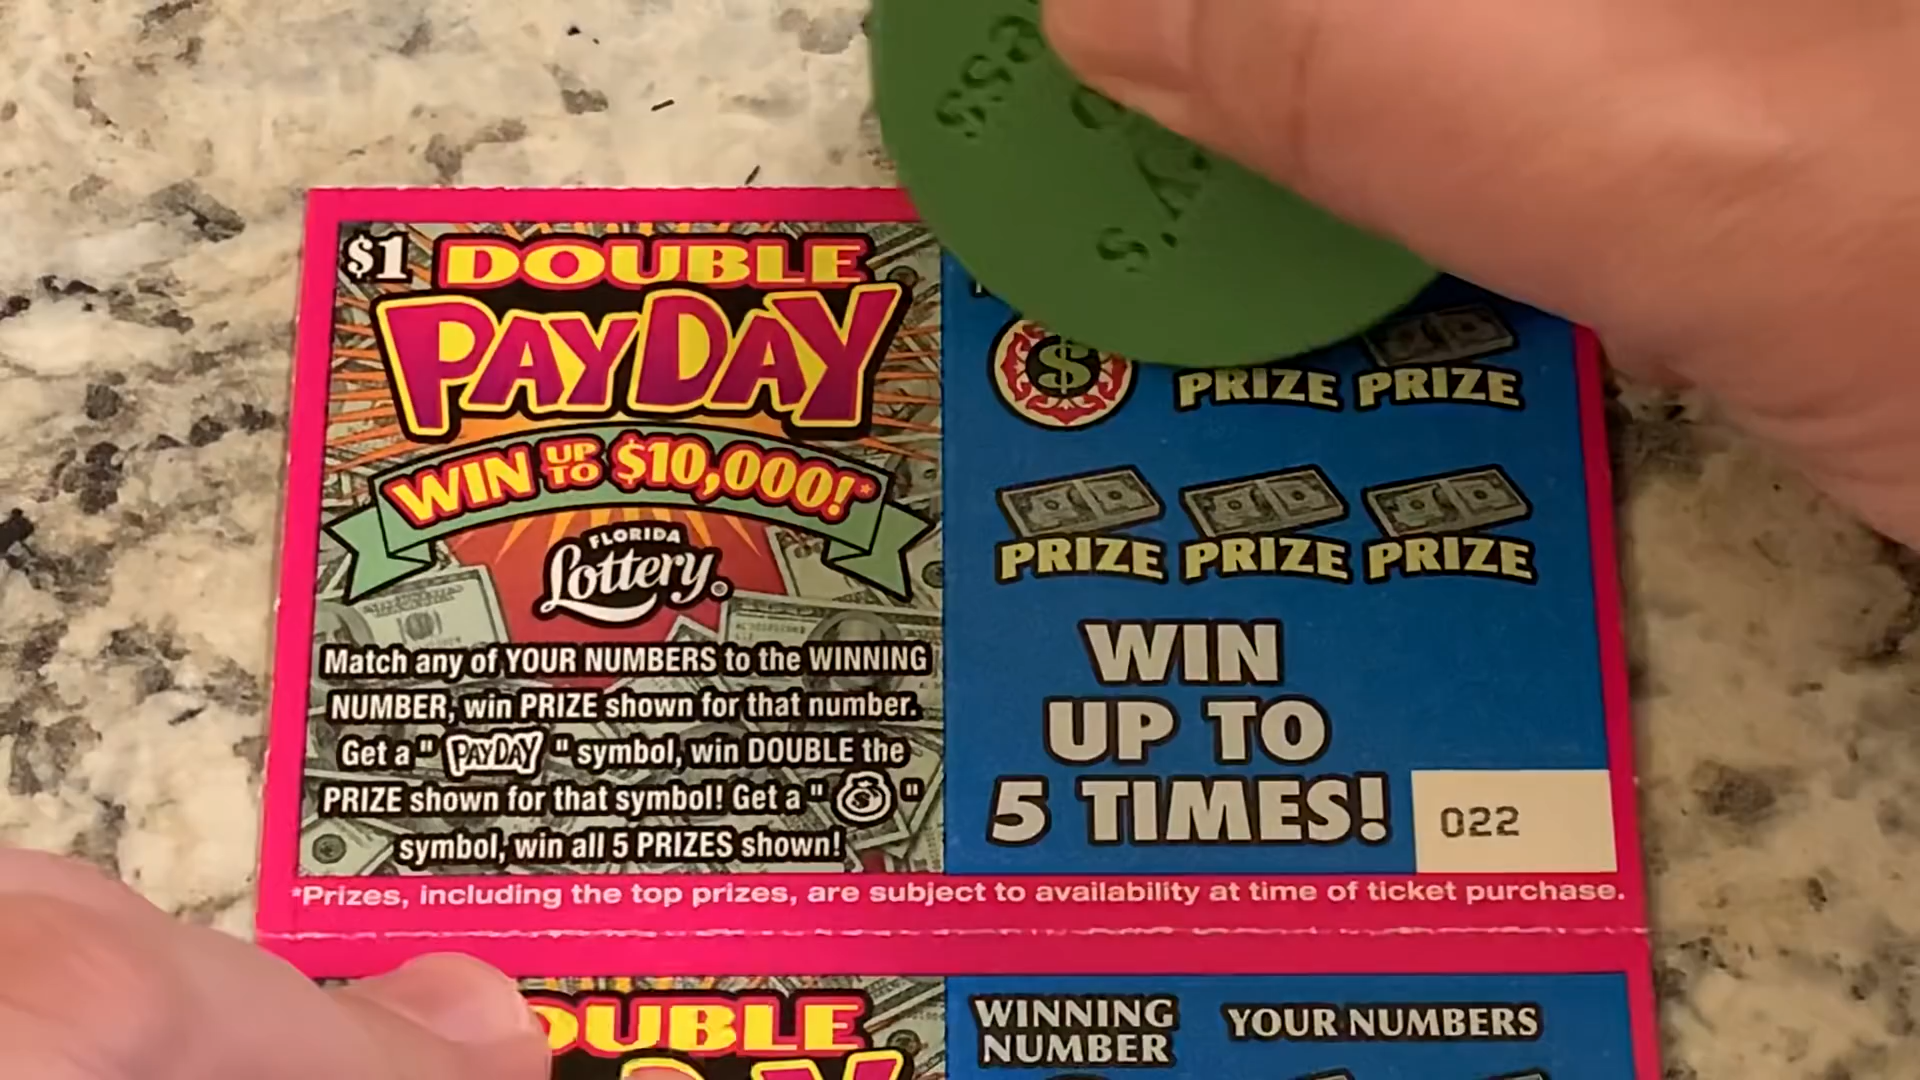 $1 DOUBLE
PAYDAY
WIN UP TO $10,000!*
FLORIDA
Lottery®
Match any of YOUR NUMBERS to the WINNING
NUMBER, win PRIZE shown for that number.
Get a "PAYDAY" symbol, win DOUBLE the
PRIZE shown for that symbol! Get a " "
symbol, win all 5 PRIZES shown!
$
PRIZE PRIZE
PRIZE PRIZE PRIZE
WIN
UP TO
5 TIMES!
022
*Prizes, including the top prizes, are subject to availability at time of ticket purchase.
WINNING
NUMBER
YOUR NUMBERS